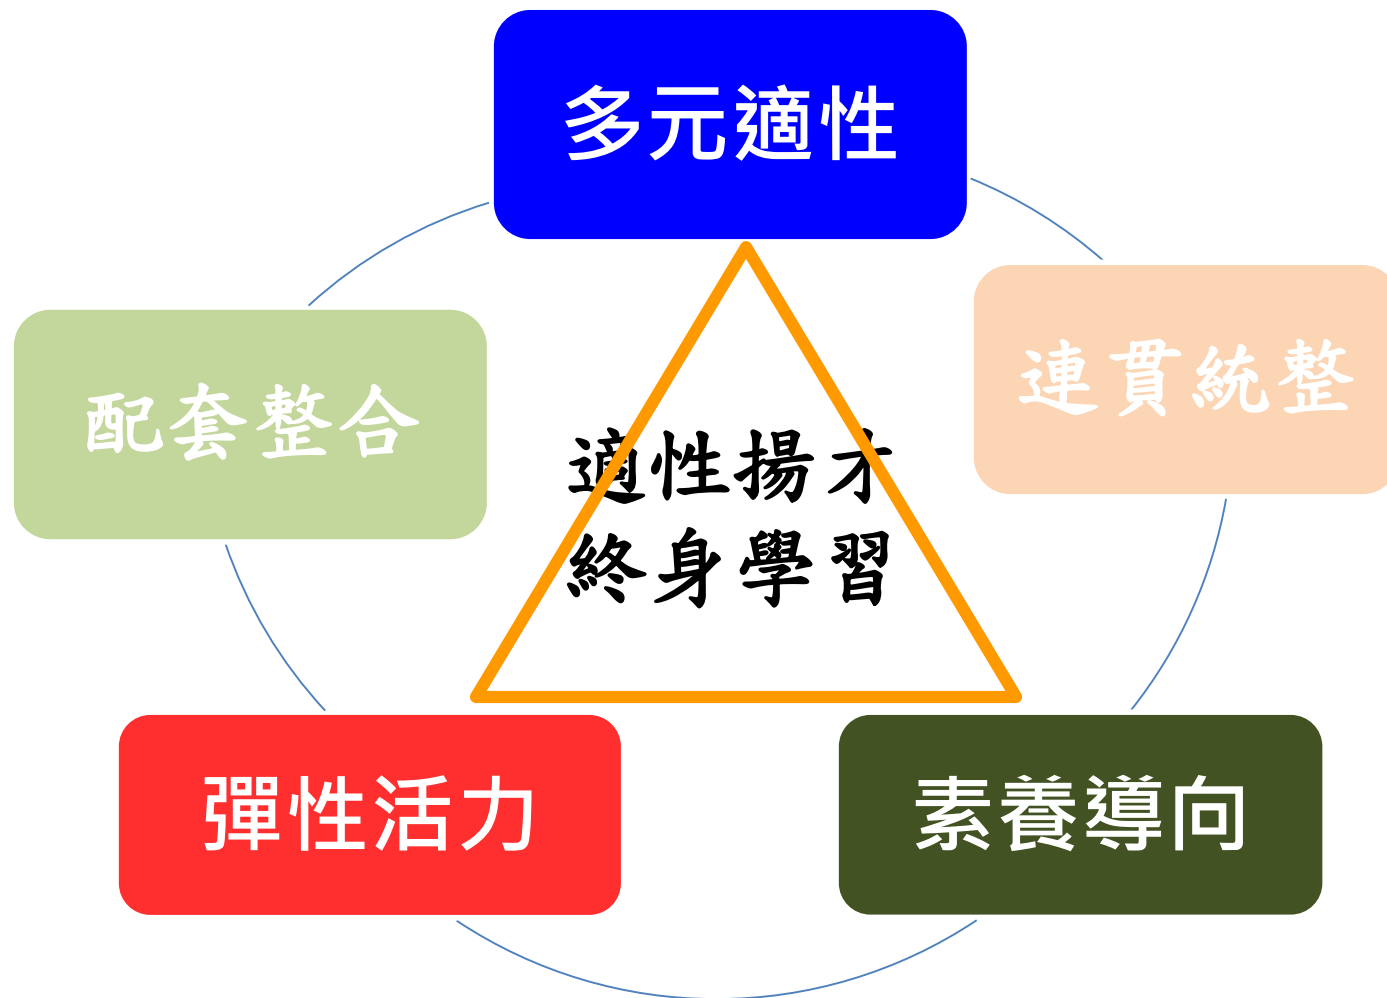 多元適性
連貫統整
配套整合
適性揚才
終身學習
彈性活力
素養導向